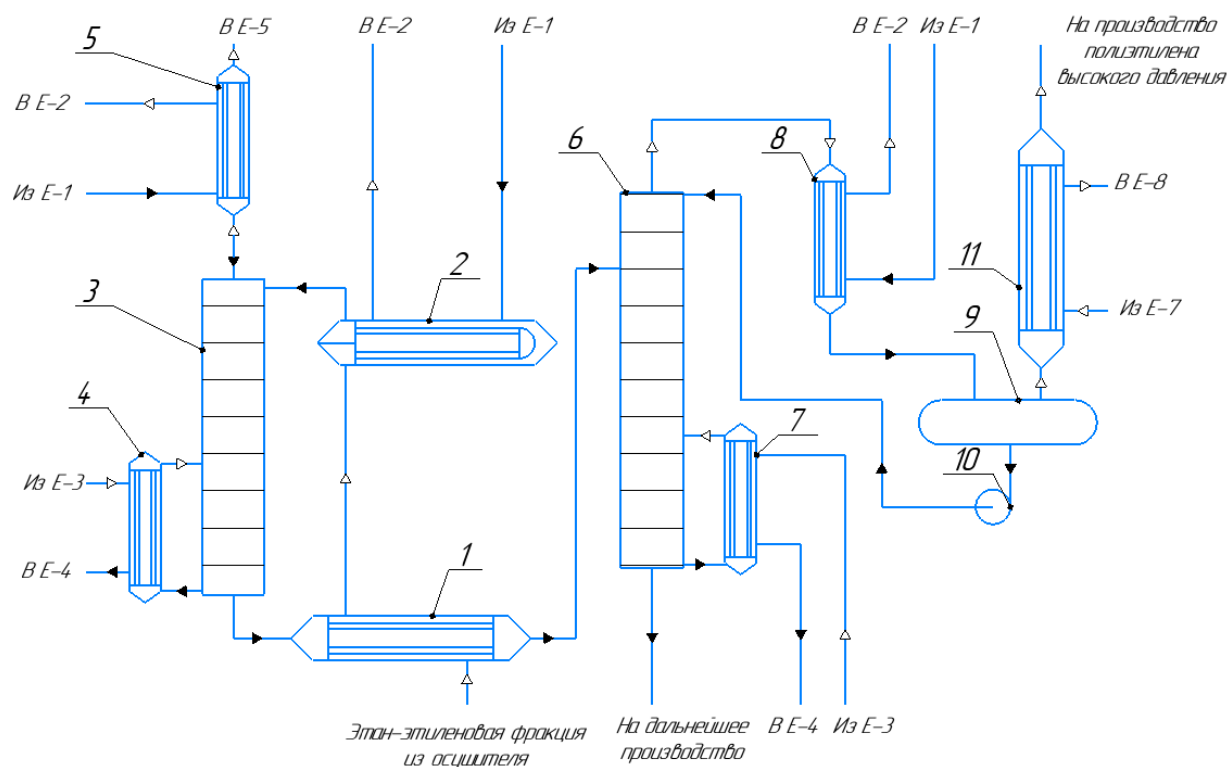 В Е-5
В Е-2
Из Е-1
В Е-2
Из Е-1
На производство
полиэтилена
высокого давления
5
В Е-2
6
8
В Е-8
Из Е-1
2
11
3
Из Е-7
9
4
7
Из Е-3
10
В Е-4
1
Этан-этиленовая фракция
из осушителя
На дальнейшее
производство
В Е-4
Из Е-3